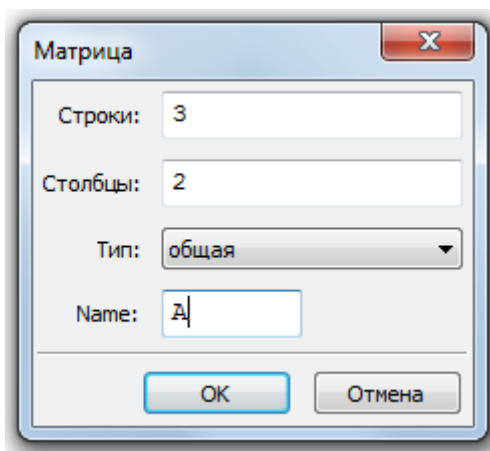 Матрица
Строки: 3
Столбцы: 2
Тип: общая
Name: A
OK Отмена